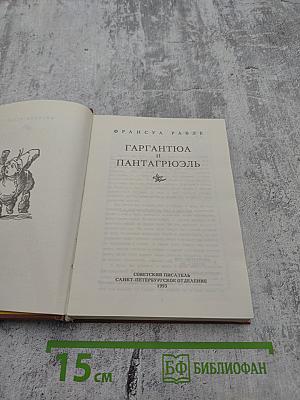 ФРАНСУА РАБЛЕ
ГАРГАНТЮА
И
ПАНТАГРЮЭЛЬ
СОВЕТСКИЙ ПИСАТЕЛЬ
САНКТ-ПЕТЕРБУРГСКОЕ ОТДЕЛЕНИЕ
1993
15 см
БФ БИБЛИОФАН